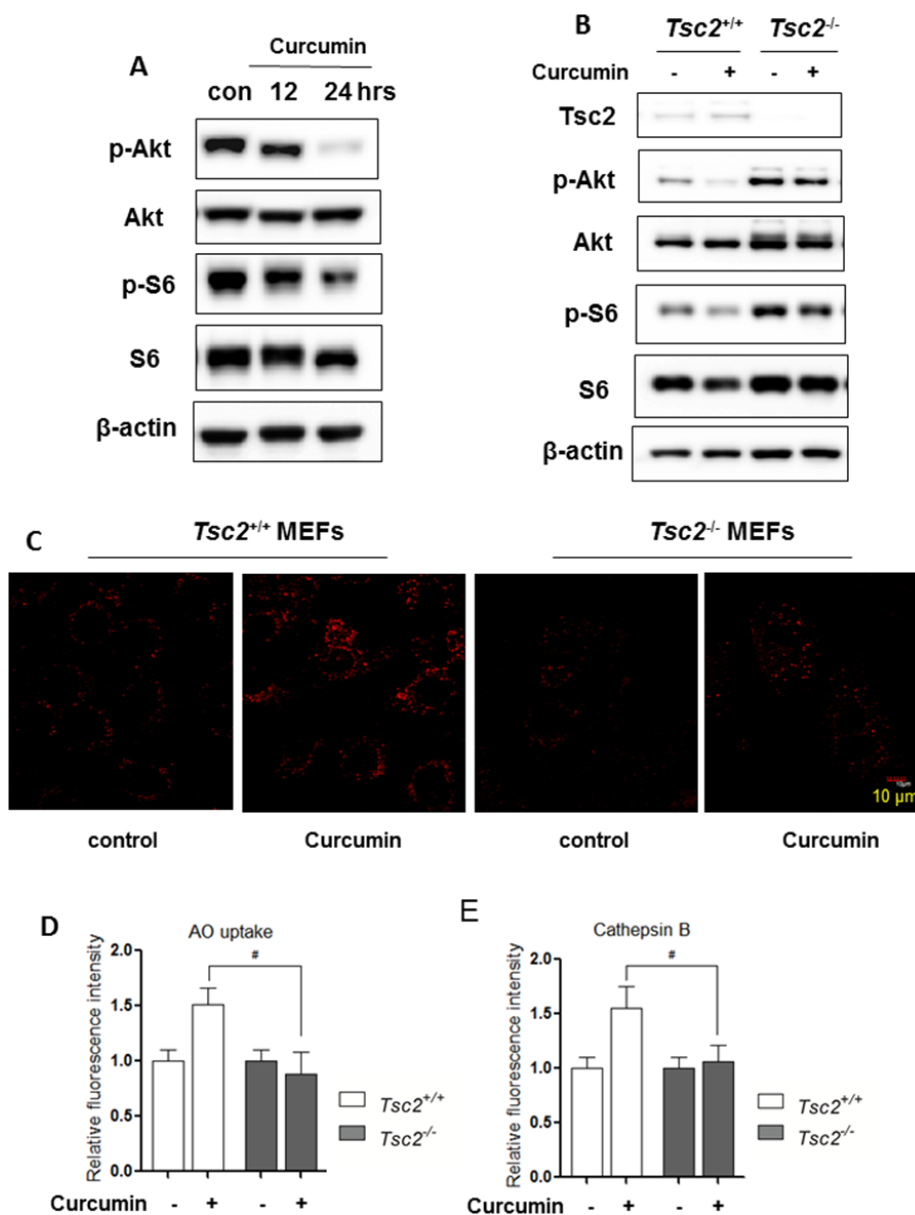 A
Curcumin
con 12 24 hrs
p-Akt
Akt
p-S6
S6
β-actin
B
Tsc2+/+ Tsc2-/-
Curcumin - + - +
Tsc2
p-Akt
Akt
p-S6
S6
β-actin
C
Tsc2+/+ MEFs Tsc2-/- MEFs
10 μm
control Curcumin control Curcumin
D
AO uptake
#
Relative fluorescence intensity
2.0
1.5
1.0
0.5
0.0
Tsc2+/+
Tsc2-/-
Curcumin - + - +
E
Cathepsin B
#
Relative fluorescence intensity
2.0
1.5
1.0
0.5
0.0
Tsc2+/+
Tsc2-/-
Curcumin - + - +